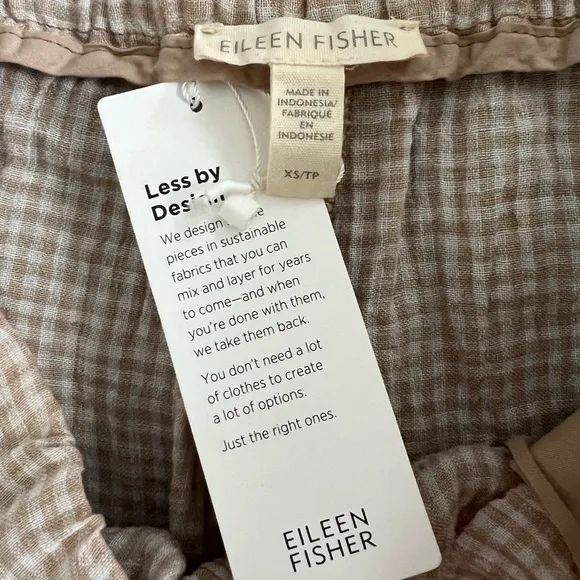 EILEEN FISHER
MADE IN
INDONESIA/
FABRIQUÉ
EN
INDONÉSIE
XS/TP
Less by
Design
We design
pieces in sustainable
fabrics that you can
mix and layer for years
to come—and when
you're done with them,
we take them back.
You don't need a lot
of clothes to create
a lot of options.
Just the right ones.
EILEEN
FISHER